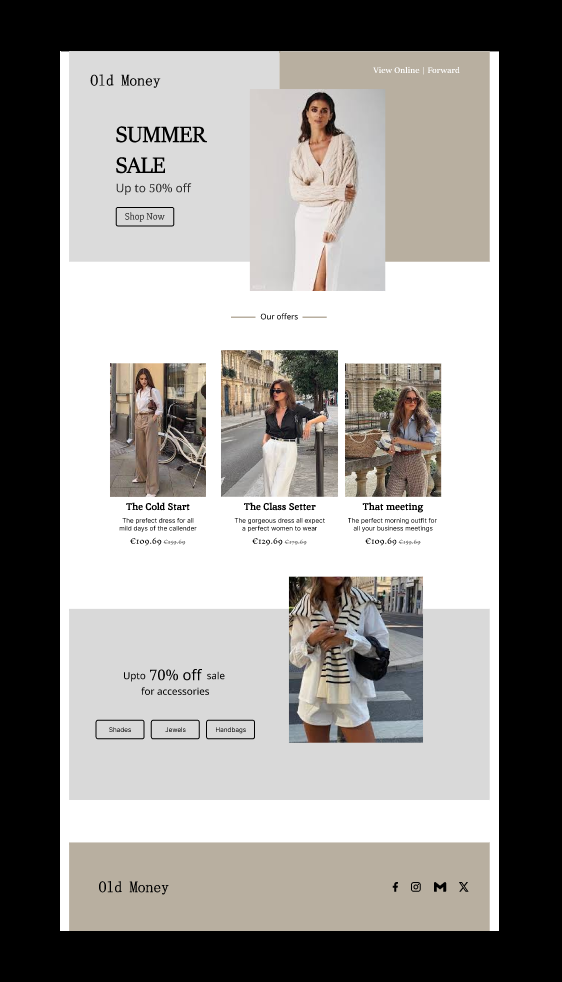 Old Money
View Online | Forward
SUMMER
SALE
Up to 50% off
Shop Now
Our offers
The Cold Start
The prefect dress for all
mild days of the callender
€109.69 €159.69
The Class Setter
The gorgeous dress all expect
a perfect women to wear
€129.69 €179.69
That meeting
The perfect morning outfit for
all your business meetings
€109.69 €159.69
Upto 70% off sale
for accessories
Shades
Jewels
Handbags
Old Money